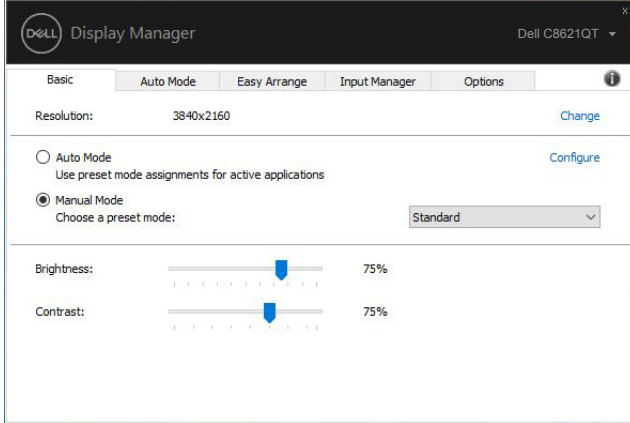 x
DELL Display Manager
Dell C8621QT
Basic Auto Mode Easy Arrange Input Manager Options
Resolution: 3840x2160 Change
Auto Mode Configure
Use preset mode assignments for active applications
Manual Mode
Choose a preset mode: Standard
Brightness: 75%
Contrast: 75%